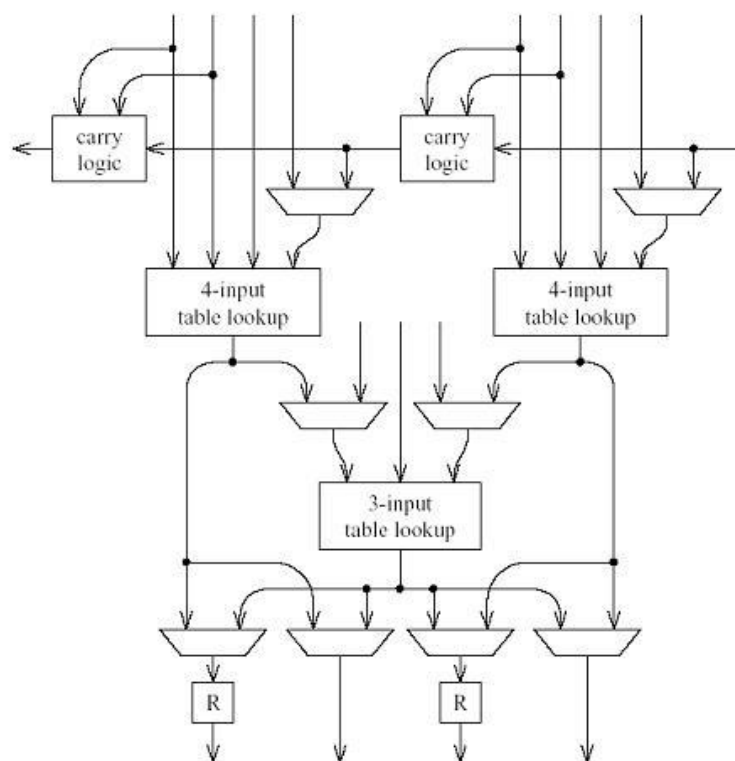 carry
logic
carry
logic
4-input
table lookup
4-input
table lookup
3-input
table lookup
R
R